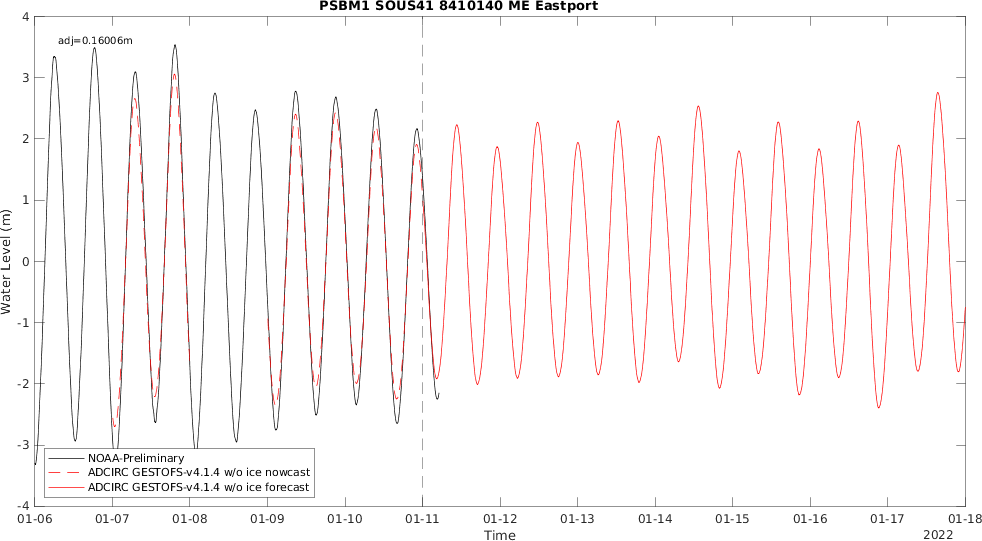 PSBM1 SOUS41 8410140 ME Eastport
adj=0.16006m
4
3
2
1
0
-1
-2
-3
-4
Water Level (m)
NOAA-Preliminary
ADCIRC GESTOFS-v4.1.4 w/o ice nowcast
ADCIRC GESTOFS-v4.1.4 w/o ice forecast
01-06 01-07 01-08 01-09 01-10 01-11 01-12 01-13 01-14 01-15 01-16 01-17 01-18
Time
2022